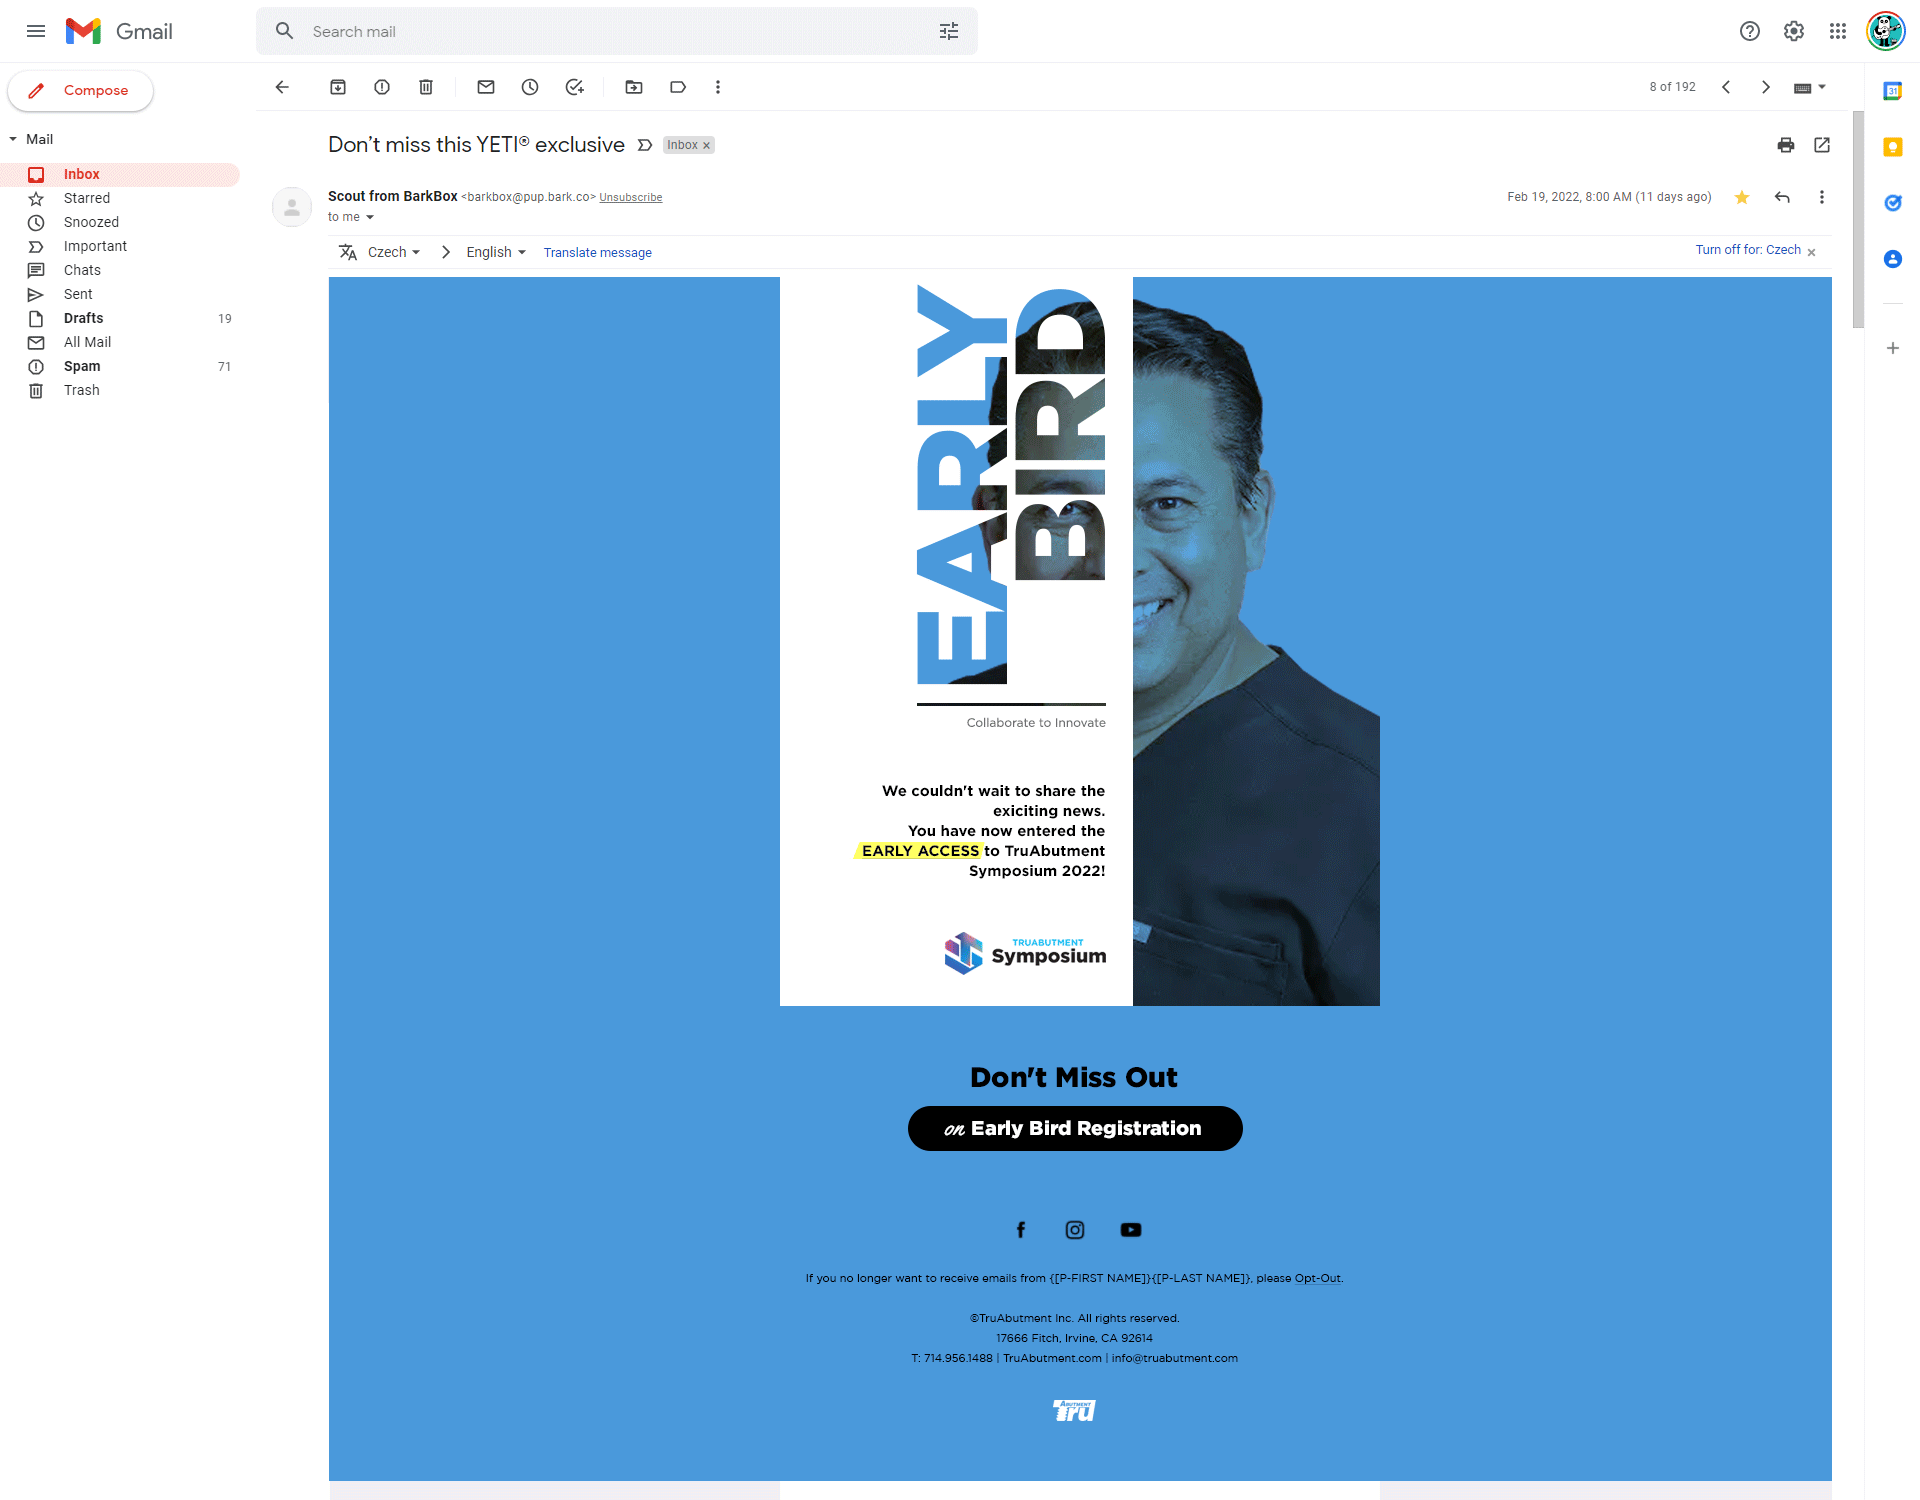 Gmail
Search mail
Compose
Mail
Inbox
Starred
Snoozed
Important
Chats
Sent
Drafts 19
All Mail
Spam 71
Trash
8 of 192
31
Don't miss this YETI® exclusive
Inbox ×
Scout from BarkBox <barkbox@pup.bark.co> Unsubscribe
Feb 19, 2022, 8:00 AM (11 days ago)
to me
Czech
English
Translate message
Turn off for: Czech ×
EARLY
BIRD
Collaborate to Innovate
We couldn't wait to share the
exiciting news.
You have now entered the
EARLY ACCESS to TruAbutment
Symposium 2022!
TRUABUTMENT
Symposium
Don't Miss Out
on Early Bird Registration
If you no longer want to receive emails from {[P-FIRST NAME]}{[P-LAST NAME]}, please Opt-Out.
©TruAbutment Inc. All rights reserved.
17666 Fitch, Irvine, CA 92614
T: 714.956.1488 | TruAbutment.com | info@truabutment.com
ABUTMENT
Tru